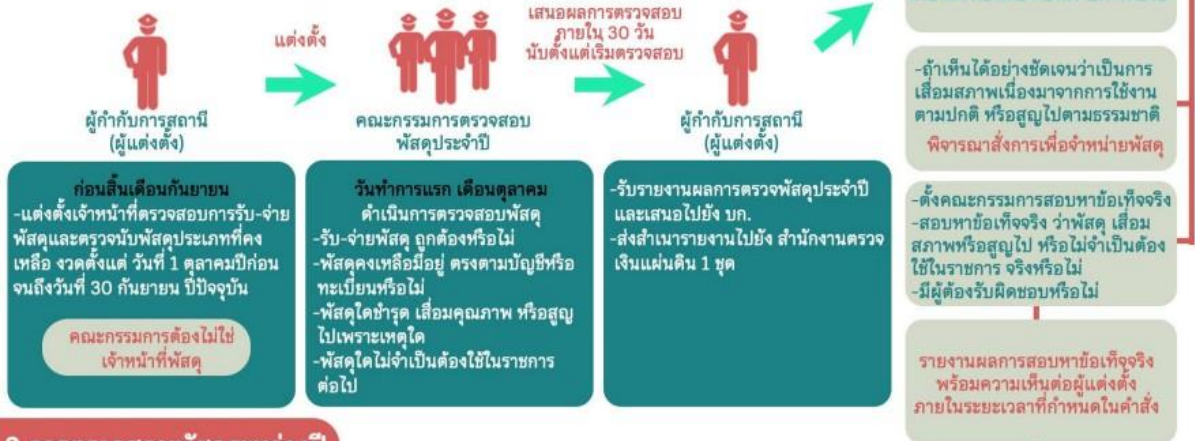 แต่งตั้ง
เสนอผลการตรวจสอบ
ภายใน 30 วัน
นับตั้งแต่เริ่มตรวจสอบ
ผู้กำกับการสถานี
(ผู้แต่งตั้ง)
คณะกรรมการตรวจสอบ
พัสดุประจำปี
ผู้กำกับการสถานี
(ผู้แต่งตั้ง)
ก่อนสิ้นเดือนกันยายน
-แต่งตั้งเจ้าหน้าที่ตรวจสอบการรับ-จ่าย
พัสดุและตรวจนับพัสดุประเภทที่คง
เหลือ งวดตั้งแต่ วันที่ 1 ตุลาคมปีก่อน
จนถึงวันที่ 30 กันยายน ปีปัจจุบัน
คณะกรรมการต้องไม่ใช่
เจ้าหน้าที่พัสดุ
วันทำการแรก เดือนตุลาคม
ดำเนินการตรวจสอบพัสดุ
-รับ-จ่ายพัสดุ ถูกต้องหรือไม่
-พัสดุคงเหลือมีอยู่ ตรงตามบัญชีหรือ
ทะเบียนหรือไม่
-พัสดุใดชำรุด เสื่อมคุณภาพ หรือสูญ
ไปเพราะเหตุใด
-พัสดุใดไม่จำเป็นต้องใช้ในราชการ
ต่อไป
-รับรายงานผลการตรวจพัสดุประจำปี
และเสนอไปยัง บก.
-ส่งสำเนารายงานไปยัง สำนักงานตรวจ
เงินแผ่นดิน 1 ชุด
-ถ้าเห็นได้อย่างชัดเจนว่าเป็นการ
เสื่อมสภาพเนื่องมาจากการใช้งาน
ตามปกติ หรือสูญไปตามธรรมชาติ
พิจารณาสั่งการเพื่อจำหน่ายพัสดุ
-ตั้งคณะกรรมการสอบหาข้อเท็จจริง
-สอบหาข้อเท็จจริง ว่าพัสดุ เสื่อม
สภาพหรือสูญไป หรือไม่จำเป็นต้อง
ใช้ในราชการ จริงหรือไม่
-มีผู้ต้องรับผิดชอบหรือไม่
รายงานผลการสอบหาข้อเท็จจริง
พร้อมความเห็นต่อผู้แต่งตั้ง
ภายในระยะเวลาที่กำหนดในคำสั่ง